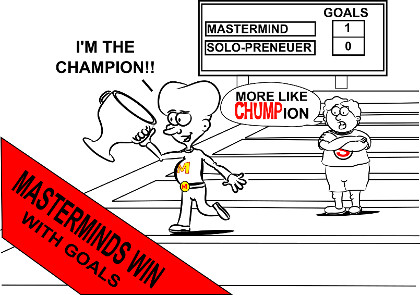 GOALS
MASTERMIND 1
SOLO-PRENEUER 0
I'M THE
CHAMPION!!
MORE LIKE
CHUMPION
M
M
S
MASTERMINDS WIN
WITH GOALS